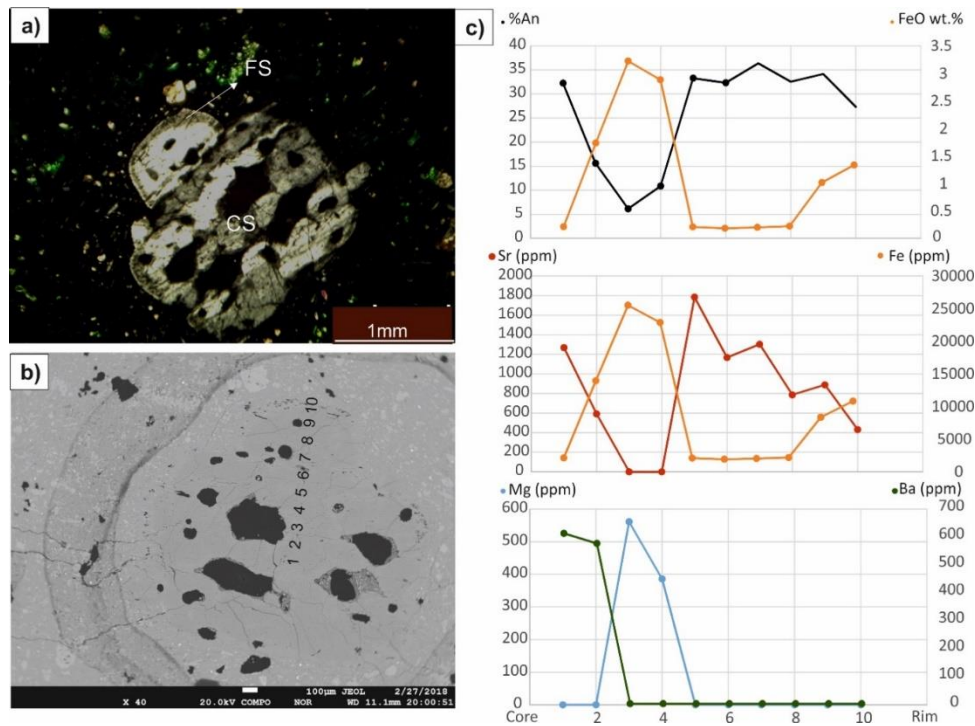 a)
FS
CS
1mm
b)
1 2 3 4 5 6 7 8 9 10
100µm JEOL 2/27/2018
X 40 20.0kV COMPO NOR WD 11.1mm 20:00:51
c)
%An FeO wt.%
40 3.5
35 3
30 2.5
25 2
20 1.5
15 1
10 0.5
5 0
0
Sr (ppm) Fe (ppm)
2000 30000
1800 25000
1600 20000
1400 15000
1200 10000
1000 5000
800 0
600
400
200
0
Mg (ppm) Ba (ppm)
600 700
500 600
400 500
300 400
200 300
100 200
0 100
0
Core 2 4 6 8 10 Rim